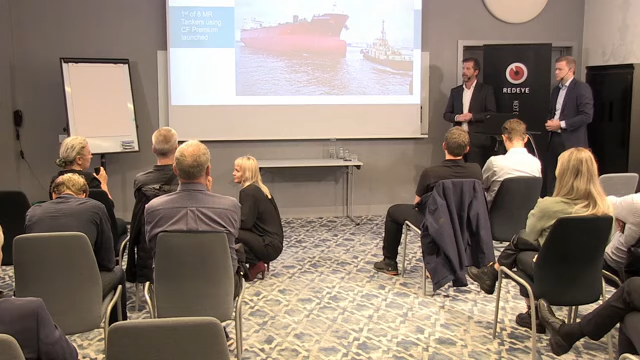 1st of 6 MR
Tankers using
CF Premium
launched
REDEYE